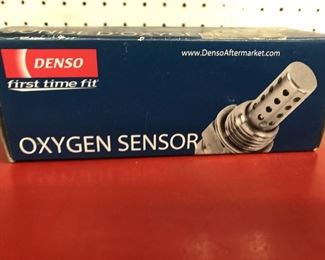 DENSO
first time fit
®
www.DensoAftermarket.com
OXYGEN SENSOR